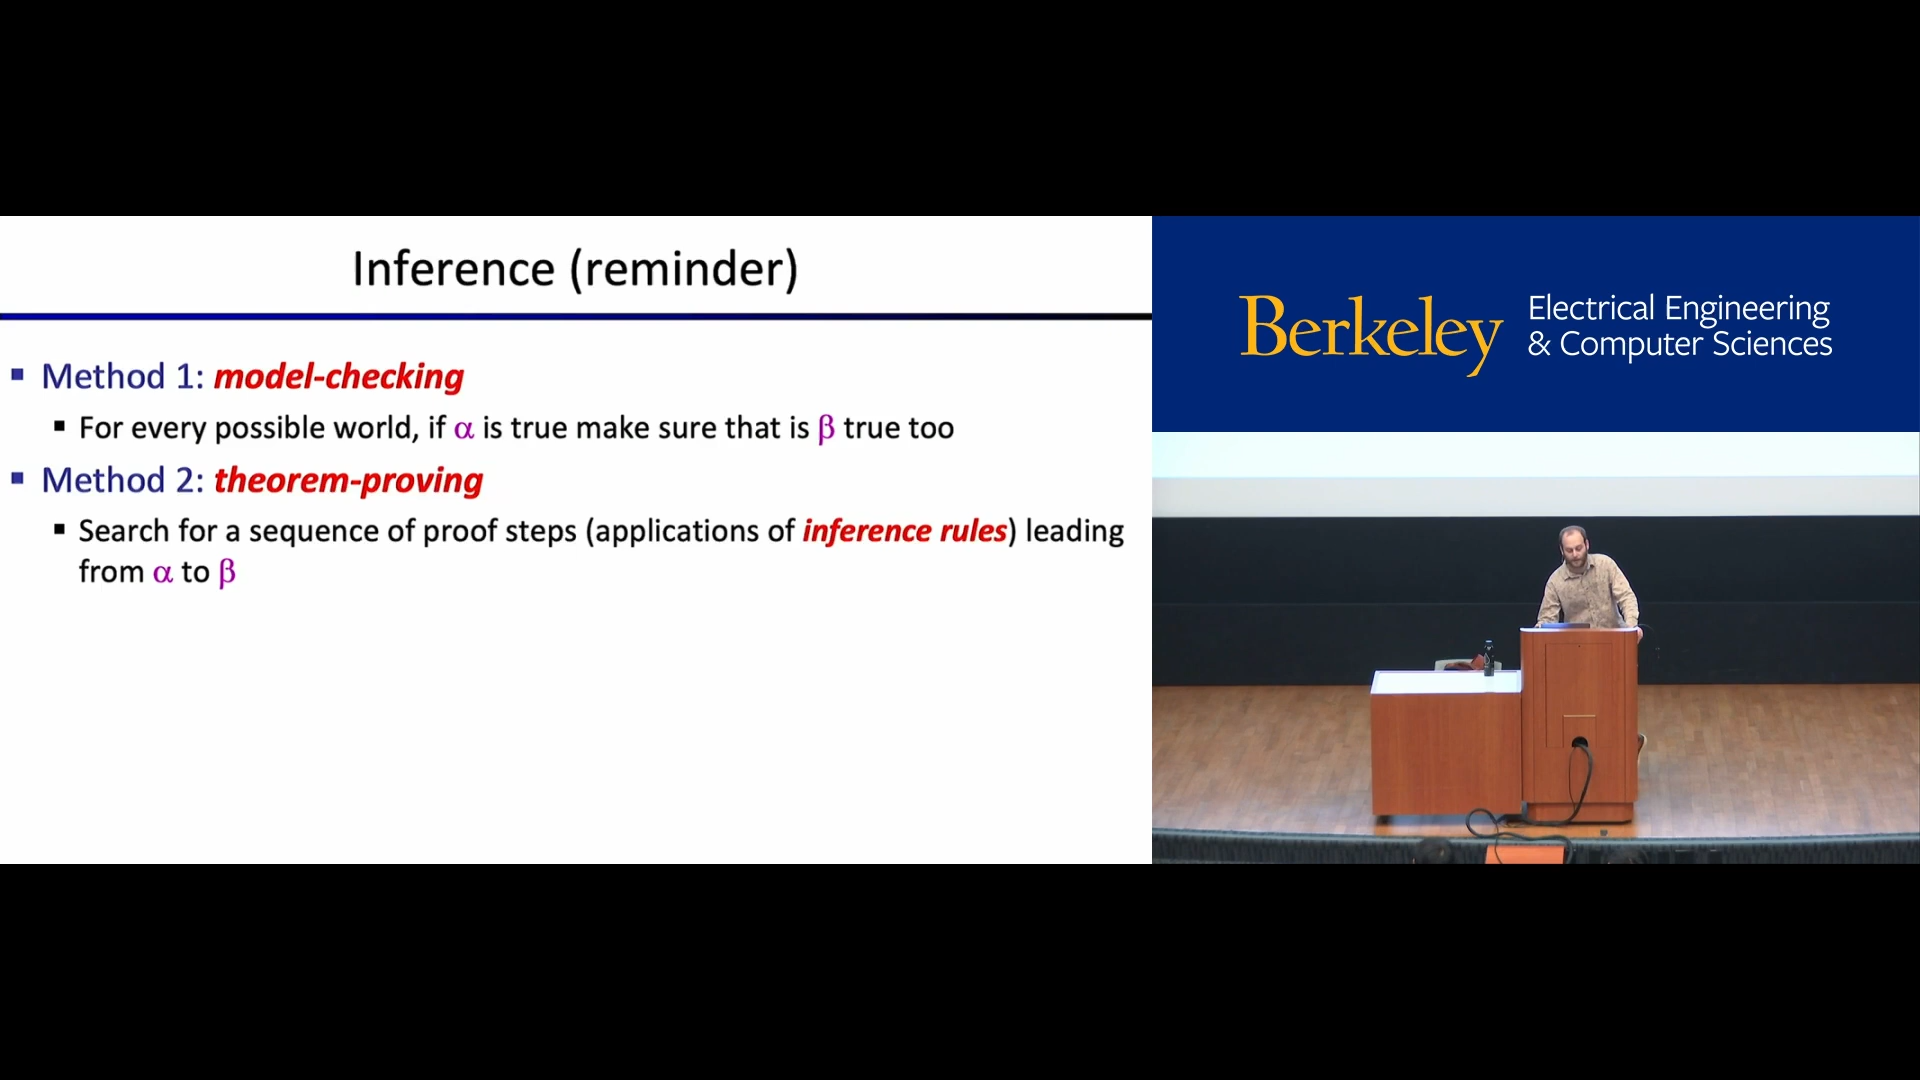 Inference (reminder)
Method 1: model-checking
For every possible world, if α is true make sure that is β true too
Method 2: theorem-proving
Search for a sequence of proof steps (applications of inference rules) leading
from α to β
Berkeley
Electrical Engineering
& Computer Sciences